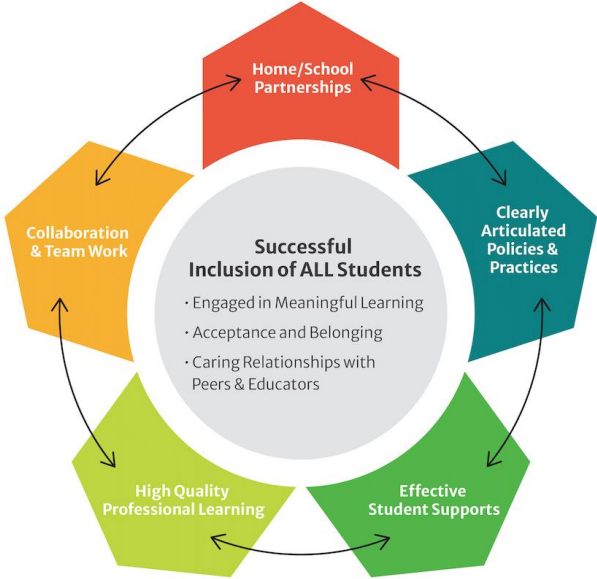 Home/School
Partnerships
Clearly
Articulated
Policies &
Practices
Effective
Student Supports
High Quality
Professional Learning
Collaboration
& Team Work
Successful
Inclusion of ALL Students
· Engaged in Meaningful Learning
· Acceptance and Belonging
· Caring Relationships with
Peers & Educators